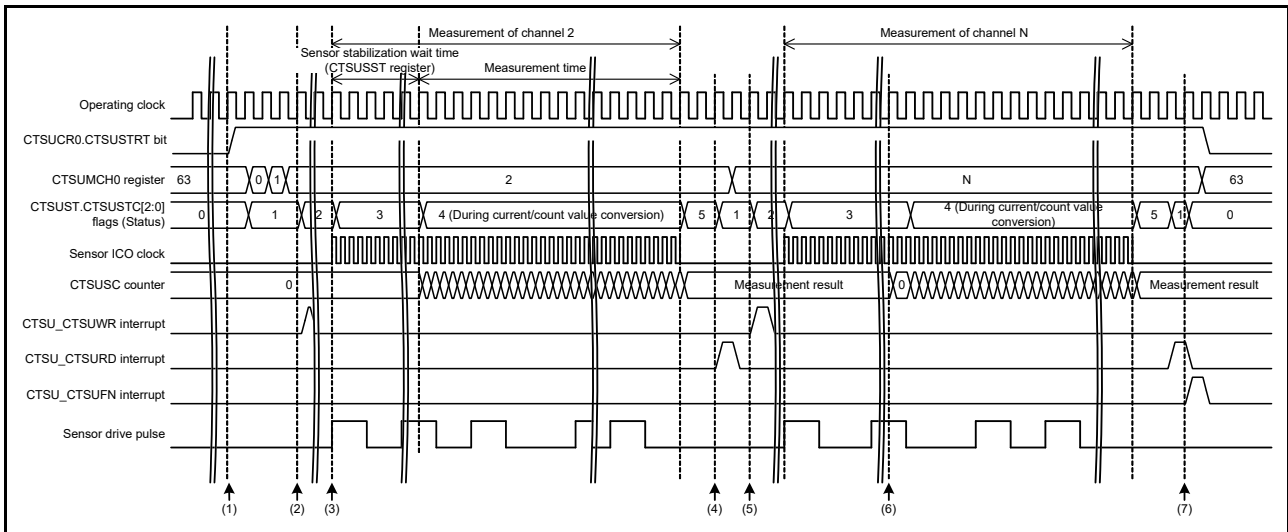 Measurement of channel 2
Measurement of channel N
Sensor stabilization wait time
(CTSUSST register)
Measurement time
Operating clock
CTSUCR0.CTSUSTRT bit
CTSUMCH0 register
63
0
1
2
N
63
CTSUST.CTSUSTC[2:0]
flags (Status)
0
1
2
3
4 (During current/count value conversion)
5
1
2
3
4 (During current/count value
conversion)
5
1
0
Sensor ICO clock
CTSUSC counter
0
Measurement result
0
Measurement result
CTSU_CTSUWR interrupt
CTSU_CTSURD interrupt
CTSU_CTSUFN interrupt
Sensor drive pulse
(1)
(2)
(3)
(4)
(5)
(6)
(7)